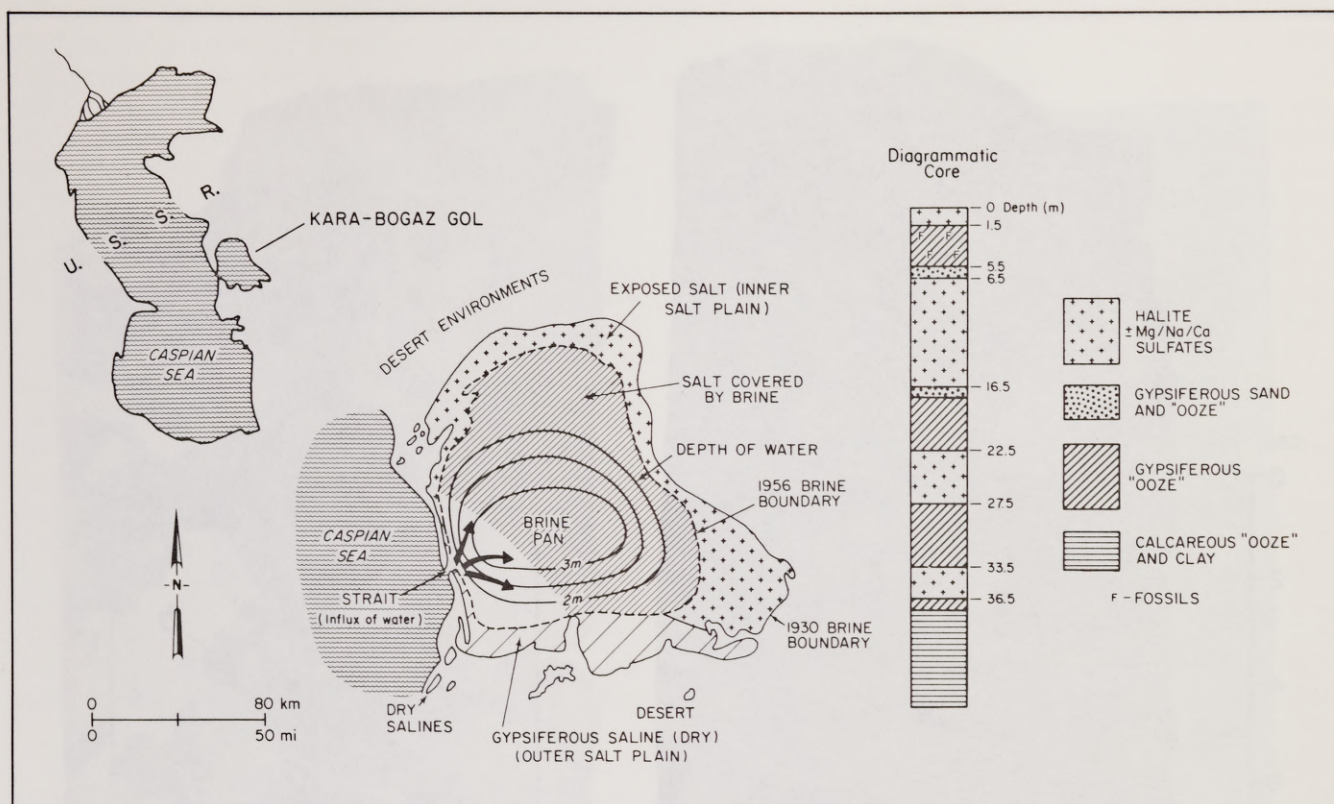 U. S. S. R.
KARA-BOGAZ GOL
CASPIAN
SEA
DESERT ENVIRONMENTS
EXPOSED SALT (INNER
SALT PLAIN)
SALT COVERED
BY BRINE
DEPTH OF WATER
1956 BRINE
BOUNDARY
BRINE
PAN
3m
2m
CASPIAN
SEA
STRAIT
(Influx of water)
1930 BRINE
BOUNDARY
DRY
SALINES
DESERT
GYPSIFEROUS SALINE (DRY)
(OUTER SALT PLAIN)
-N-
0 80 km
0 50 mi
Diagrammatic
Core
0 Depth (m)
1.5
F F
F F
5.5
6.5
16.5
22.5
27.5
33.5
36.5
HALITE
± Mg/Na/Ca
SULFATES
GYPSIFEROUS SAND
AND "OOZE"
GYPSIFEROUS
"OOZE"
CALCAREOUS "OOZE"
AND CLAY
F - FOSSILS